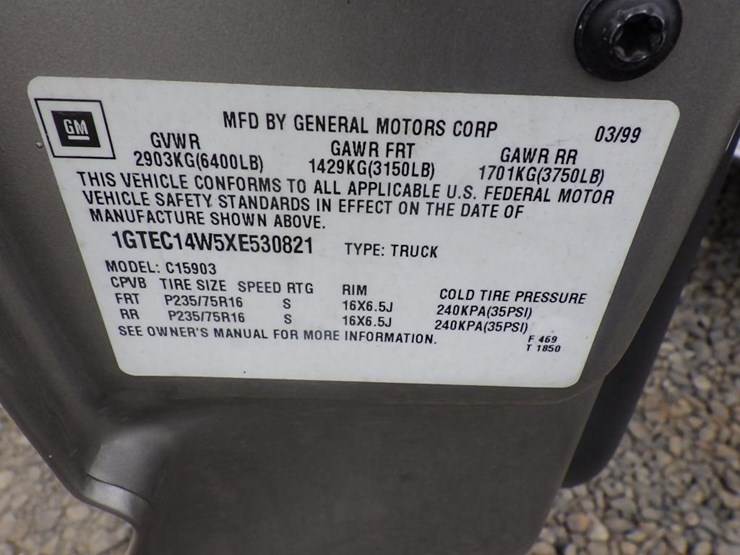 GM
MFD BY GENERAL MOTORS CORP 03/99
GVWR GAWR FRT GAWR RR
2903KG(6400LB) 1429KG(3150LB) 1701KG(3750LB)
THIS VEHICLE CONFORMS TO ALL APPLICABLE U.S. FEDERAL MOTOR
VEHICLE SAFETY STANDARDS IN EFFECT ON THE DATE OF
MANUFACTURE SHOWN ABOVE.
1GTEC14W5XE530821 TYPE: TRUCK
MODEL: C15903
CPVB TIRE SIZE SPEED RTG RIM COLD TIRE PRESSURE
FRT P235/75R16 S 16X6.5J 240KPA(35PSI)
RR P235/75R16 S 16X6.5J 240KPA(35PSI)
SEE OWNER'S MANUAL FOR MORE INFORMATION.
F 469
T 1850